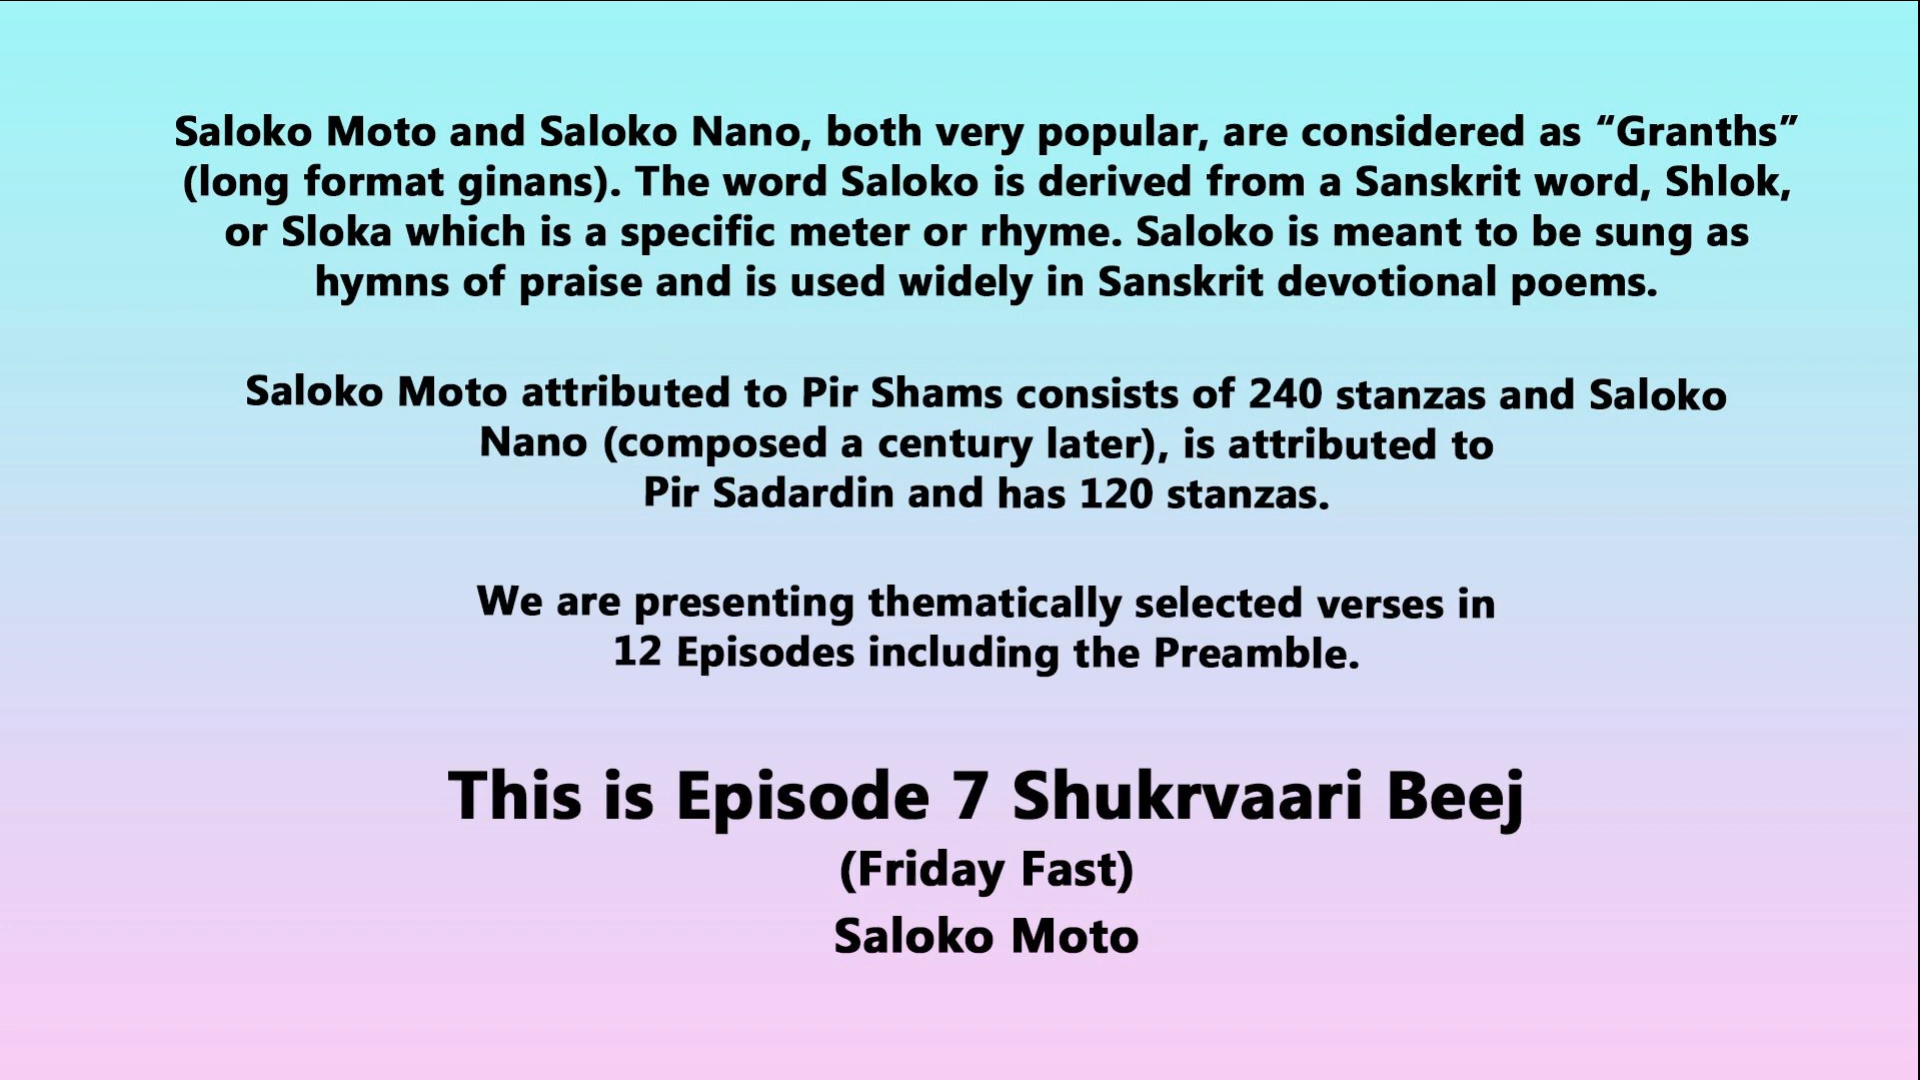 Saloko Moto and Saloko Nano, both very popular, are considered as “Granths”
(long format ginans). The word Saloko is derived from a Sanskrit word, Shlok,
or Sloka which is a specific meter or rhyme. Saloko is meant to be sung as
hymns of praise and is used widely in Sanskrit devotional poems.
Saloko Moto attributed to Pir Shams consists of 240 stanzas and Saloko
Nano (composed a century later), is attributed to
Pir Sadardin and has 120 stanzas.
We are presenting thematically selected verses in
12 Episodes including the Preamble.
This is Episode 7 Shukrvaari Beej
(Friday Fast)
Saloko Moto